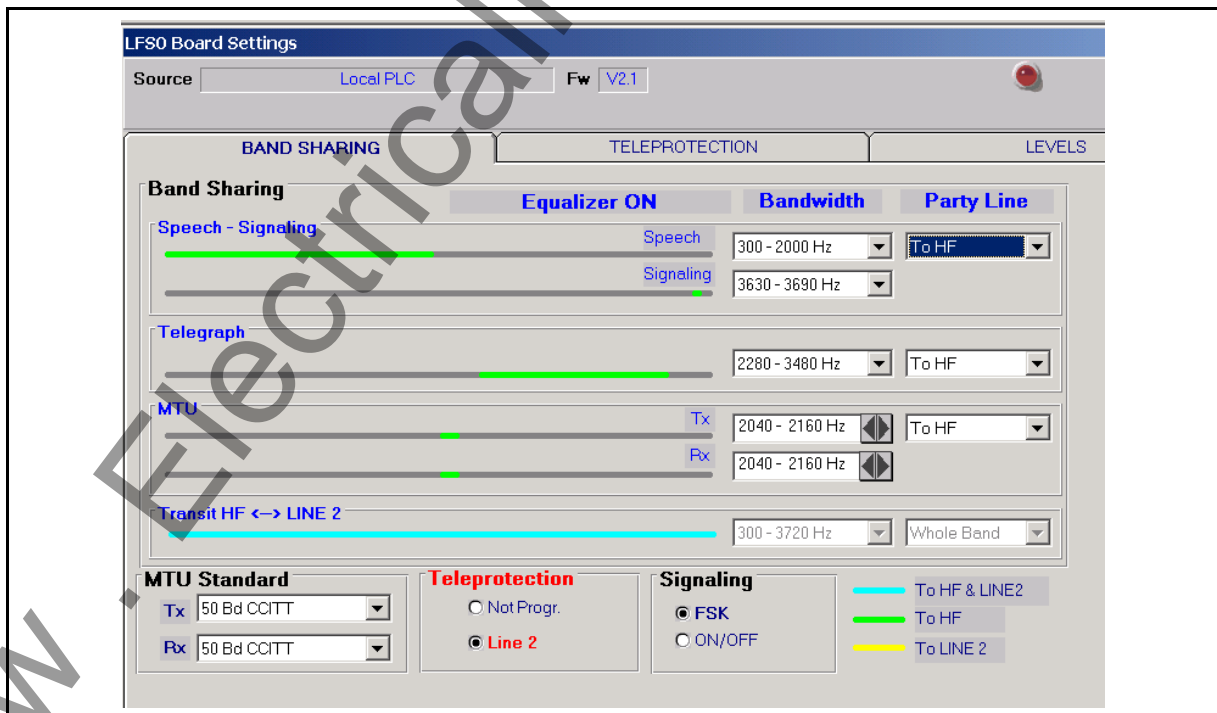 LFS0 Board Settings
Source Local PLC Fw V2.1
BAND SHARING TELEPROTECTION LEVELS
Band Sharing Equalizer ON Bandwidth Party Line
Speech - Signaling
Speech 300 - 2000 Hz To HF
Signaling 3630 - 3690 Hz
Telegraph
2280 - 3480 Hz To HF
MTU
Tx 2040 - 2160 Hz To HF
Rx 2040 - 2160 Hz
Transit HF <--> LINE 2
300 - 3720 Hz Whole Band
MTU Standard
Tx 50 Bd CCITT
Rx 50 Bd CCITT
Teleprotection
Not Progr.
Line 2
Signaling
FSK
ON/OFF
To HF & LINE2
To HF
To LINE 2